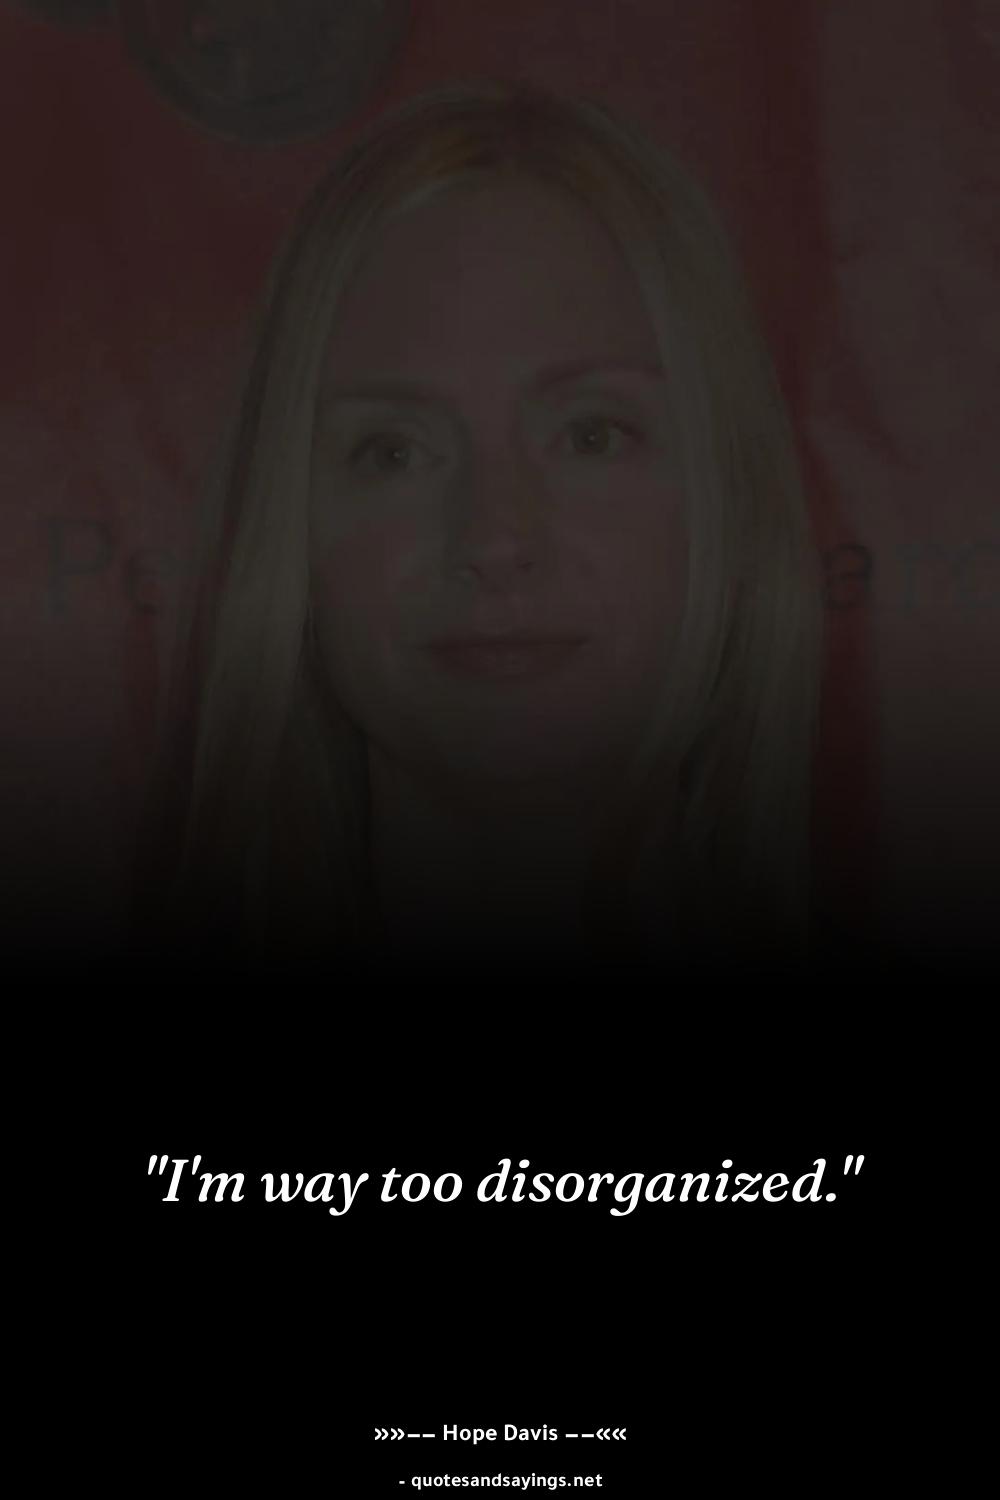 "I'm way too disorganized."
»»–– Hope Davis ––««
- quotesandsayings.net